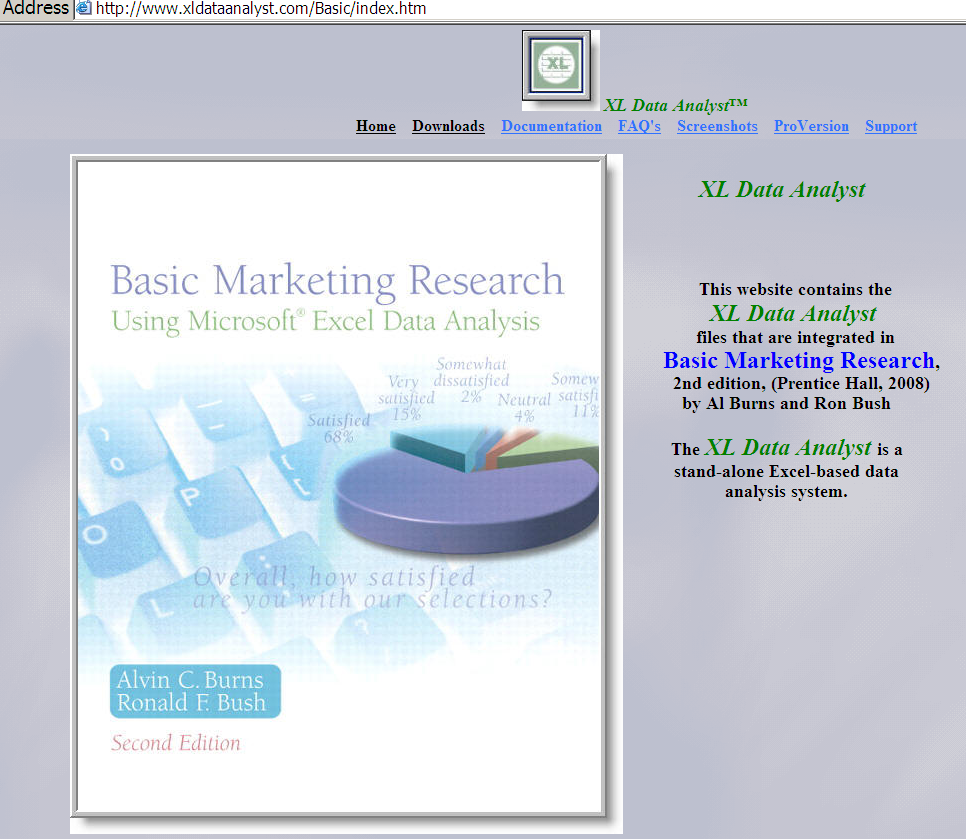 Address http://www.xldataanalyst.com/Basic/index.htm
XL
XL Data Analyst™
Home Downloads Documentation FAQ's Screenshots ProVersion Support
Basic Marketing Research
Using Microsoft® Excel Data Analysis
Somewhat
dissatisfied
2%
Very
satisfied
15%
Neutral
4%
Somew
satisfi
11%
Satisfied
68%
O
P
L
Overall, how satisfied
are you with our selections?
Alvin C. Burns
Ronald F. Bush
Second Edition
XL Data Analyst
This website contains the
XL Data Analyst
files that are integrated in
Basic Marketing Research,
2nd edition, (Prentice Hall, 2008)
by Al Burns and Ron Bush
The XL Data Analyst is a
stand-alone Excel-based data
analysis system.